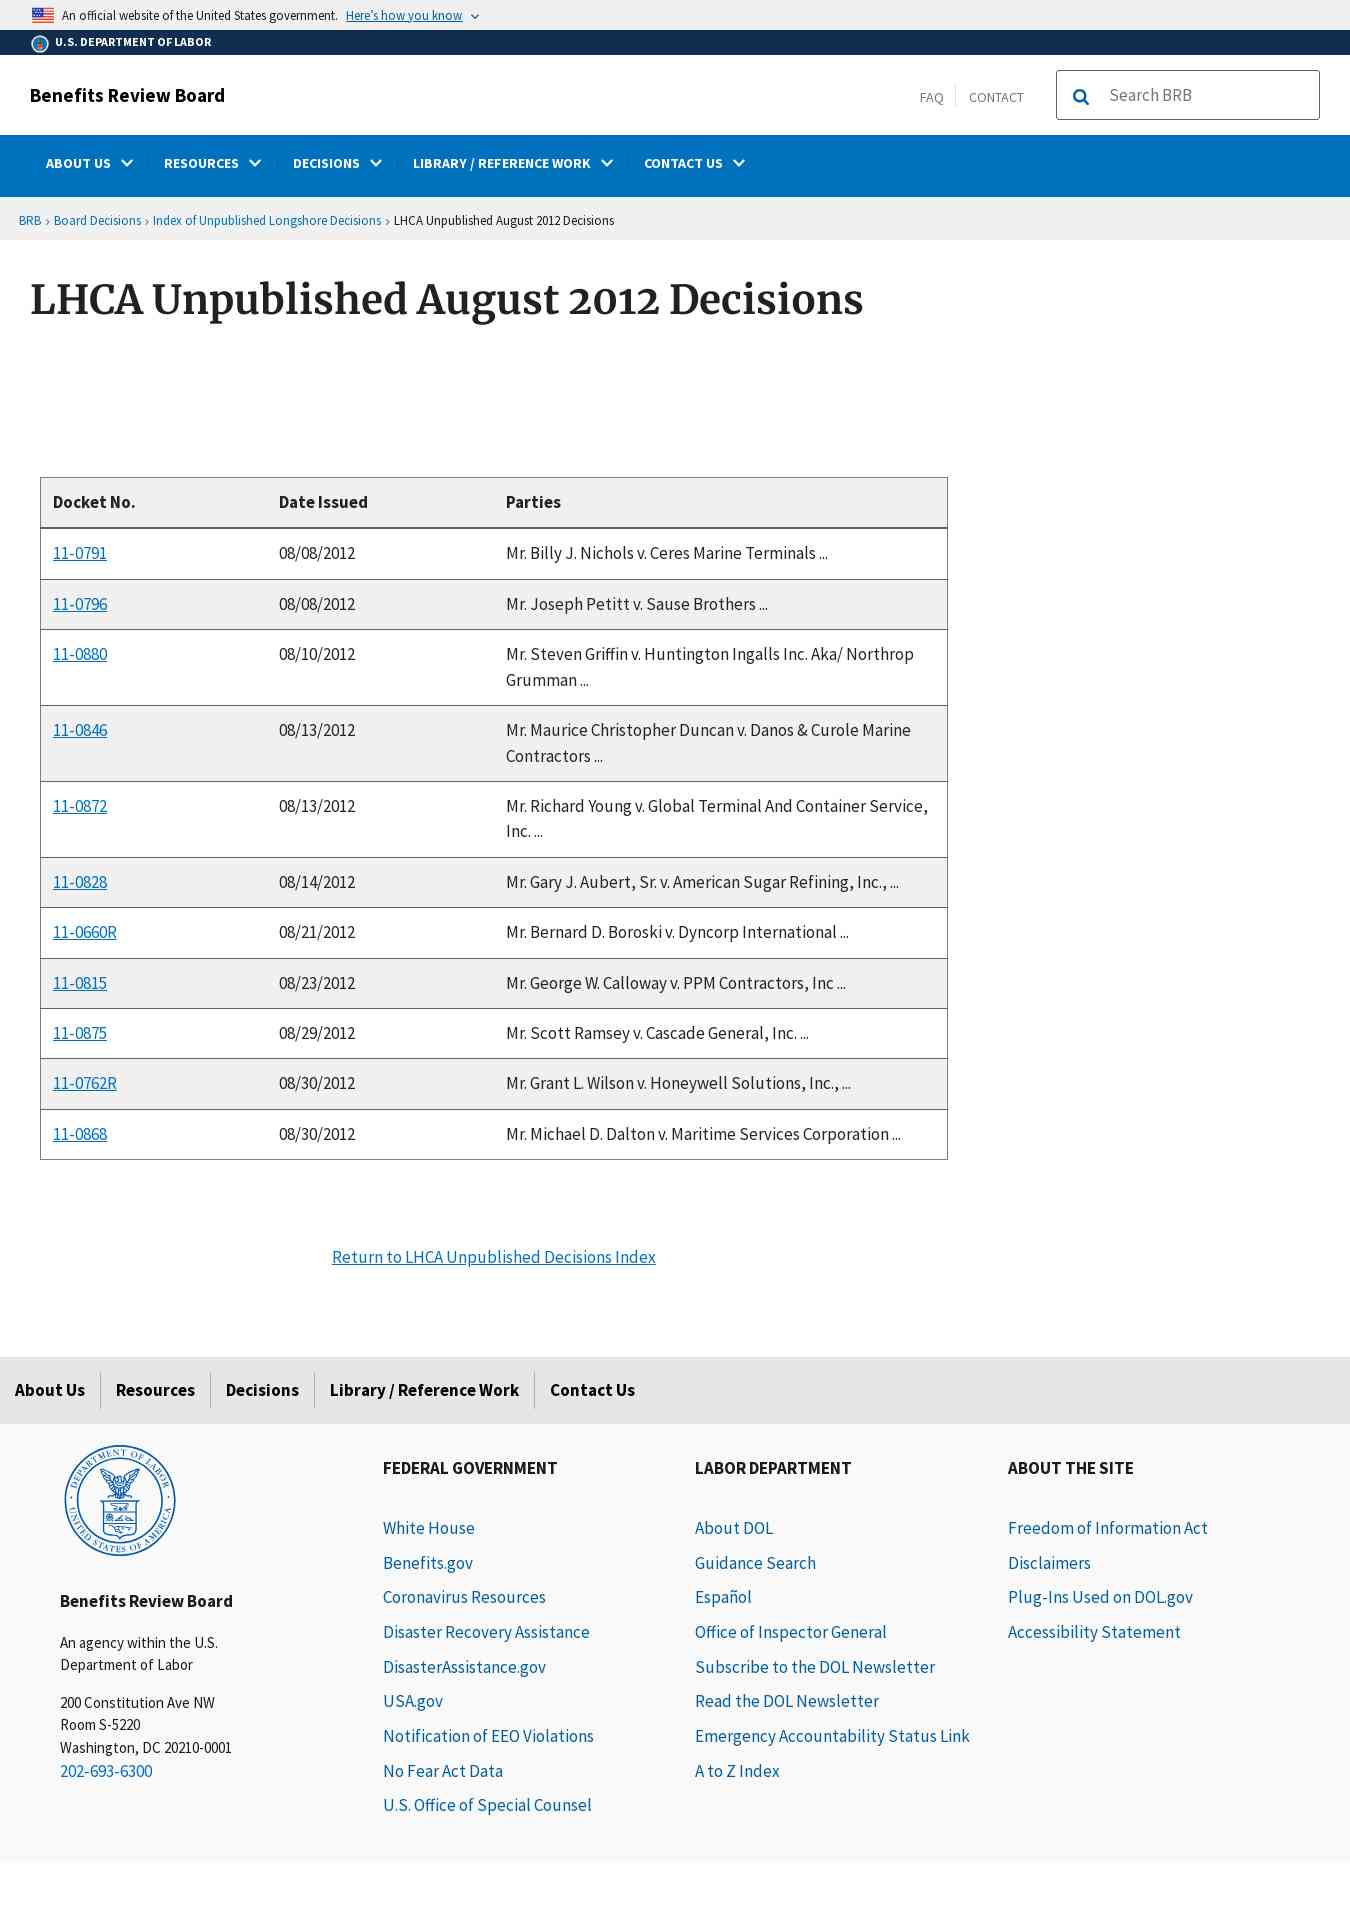 An official website of the United States government. Here's how you know
U.S. DEPARTMENT OF LABOR
Benefits Review Board
FAQ
CONTACT
Search BRB
ABOUT US
RESOURCES
DECISIONS
LIBRARY / REFERENCE WORK
CONTACT US
BRB › Board Decisions › Index of Unpublished Longshore Decisions › LHCA Unpublished August 2012 Decisions
LHCA Unpublished August 2012 Decisions
Docket No. Date Issued Parties
11-0791 08/08/2012 Mr. Billy J. Nichols v. Ceres Marine Terminals ...
11-0796 08/08/2012 Mr. Joseph Petitt v. Sause Brothers ...
11-0880 08/10/2012 Mr. Steven Griffin v. Huntington Ingalls Inc. Aka/ Northrop
Grumman ...
11-0846 08/13/2012 Mr. Maurice Christopher Duncan v. Danos & Curole Marine
Contractors ...
11-0872 08/13/2012 Mr. Richard Young v. Global Terminal And Container Service,
Inc. ...
11-0828 08/14/2012 Mr. Gary J. Aubert, Sr. v. American Sugar Refining, Inc., ...
11-0660R 08/21/2012 Mr. Bernard D. Boroski v. Dyncorp International ...
11-0815 08/23/2012 Mr. George W. Calloway v. PPM Contractors, Inc ...
11-0875 08/29/2012 Mr. Scott Ramsey v. Cascade General, Inc. ...
11-0762R 08/30/2012 Mr. Grant L. Wilson v. Honeywell Solutions, Inc., ...
11-0868 08/30/2012 Mr. Michael D. Dalton v. Maritime Services Corporation ...
Return to LHCA Unpublished Decisions Index
About Us
Resources
Decisions
Library / Reference Work
Contact Us
DEPARTMENT OF LABOR
UNITED STATES OF AMERICA
Benefits Review Board
An agency within the U.S.
Department of Labor
200 Constitution Ave NW
Room S-5220
Washington, DC 20210-0001
202-693-6300
FEDERAL GOVERNMENT
White House
Benefits.gov
Coronavirus Resources
Disaster Recovery Assistance
DisasterAssistance.gov
USA.gov
Notification of EEO Violations
No Fear Act Data
U.S. Office of Special Counsel
LABOR DEPARTMENT
About DOL
Guidance Search
Español
Office of Inspector General
Subscribe to the DOL Newsletter
Read the DOL Newsletter
Emergency Accountability Status Link
A to Z Index
ABOUT THE SITE
Freedom of Information Act
Disclaimers
Plug-Ins Used on DOL.gov
Accessibility Statement